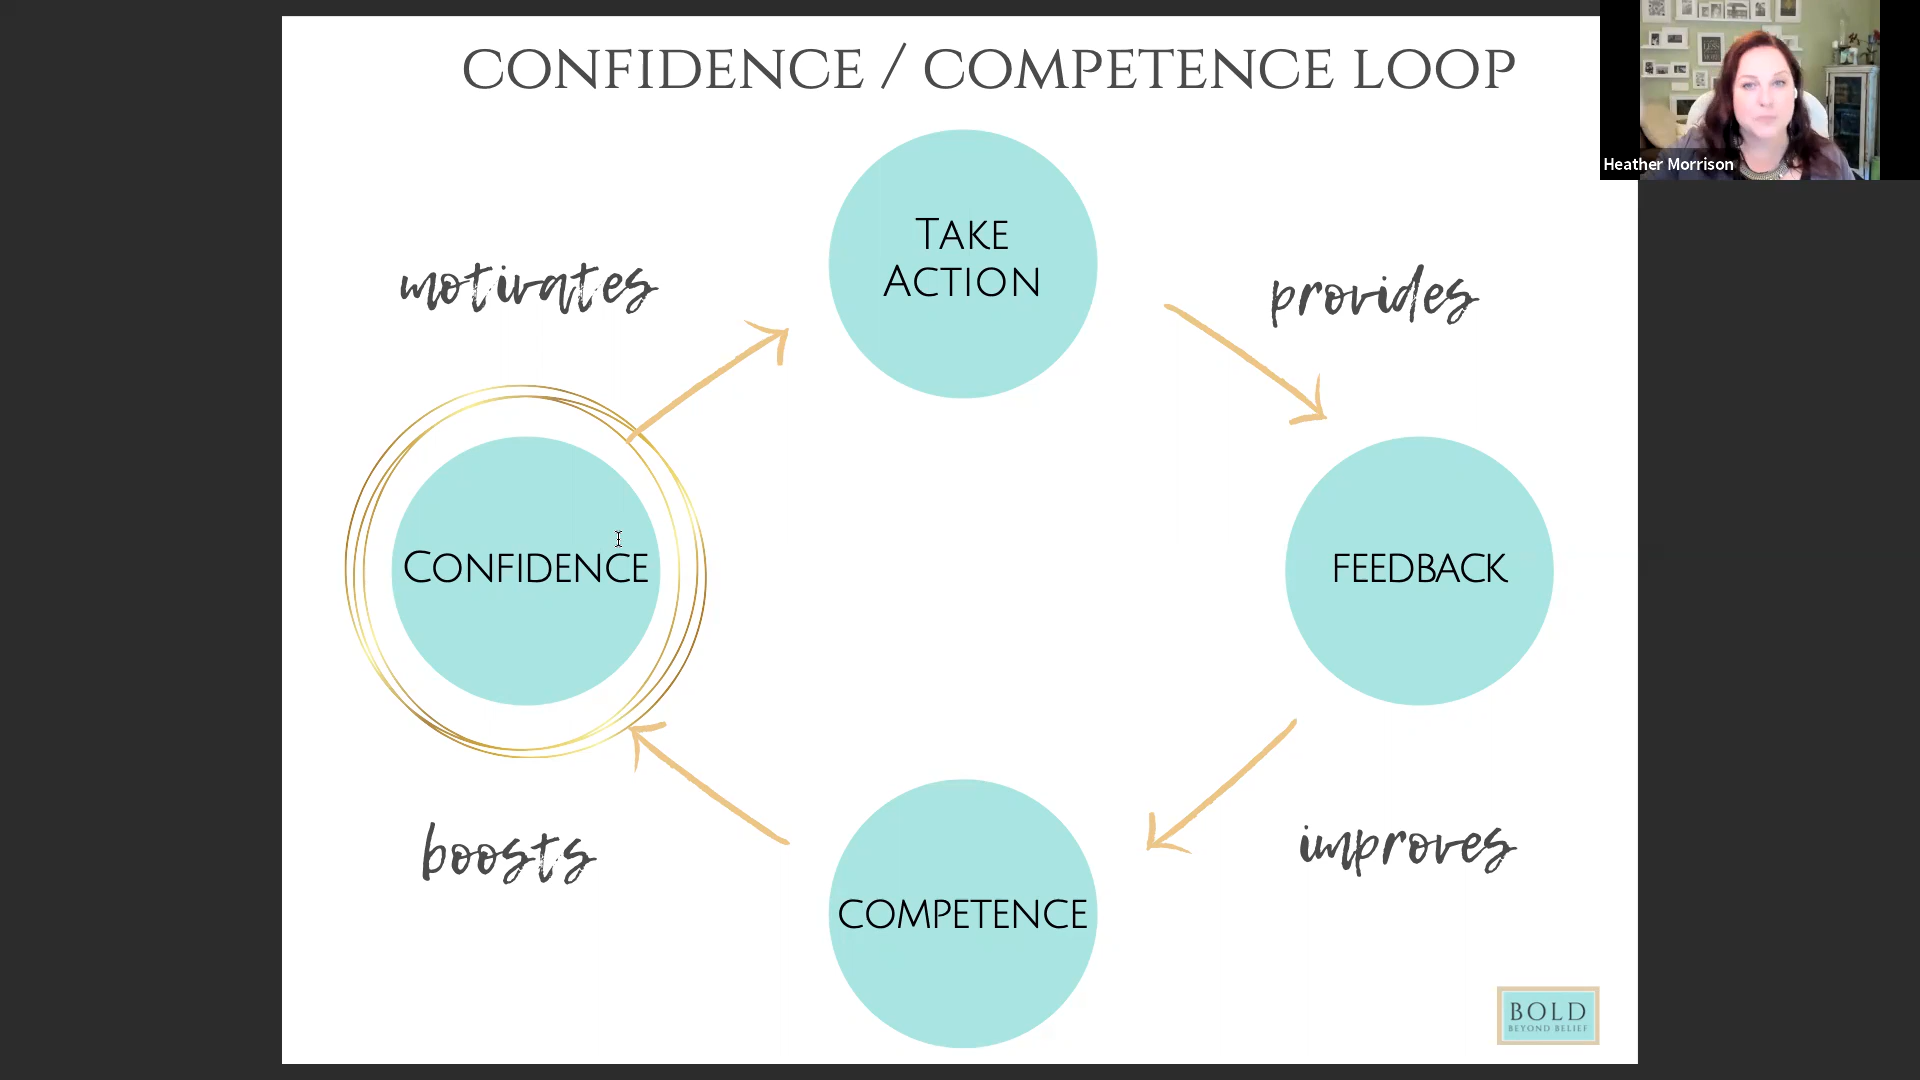 CONFIDENCE / COMPETENCE LOOP
Heather Morrison
TAKE
ACTION
motivates
provides
CONFIDENCE
FEEDBACK
boosts
improves
COMPETENCE
BOLD
BEYOND BELIEF